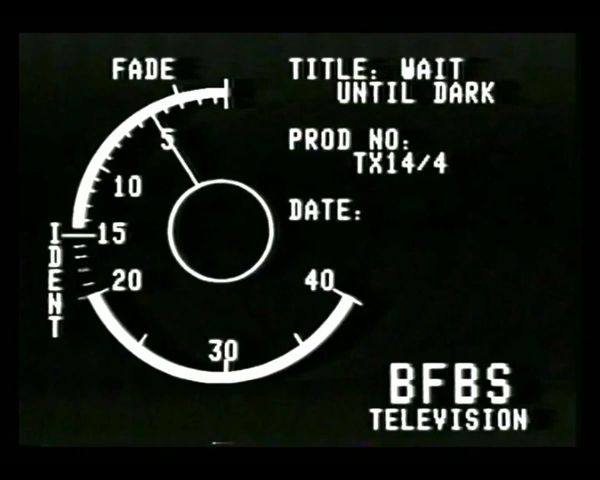 FADE
TITLE: WAIT
UNTIL DARK
5
PROD NO:
TX14/4
10
DATE:
15
IDENT
20
40
30
BFBS
TELEVISION